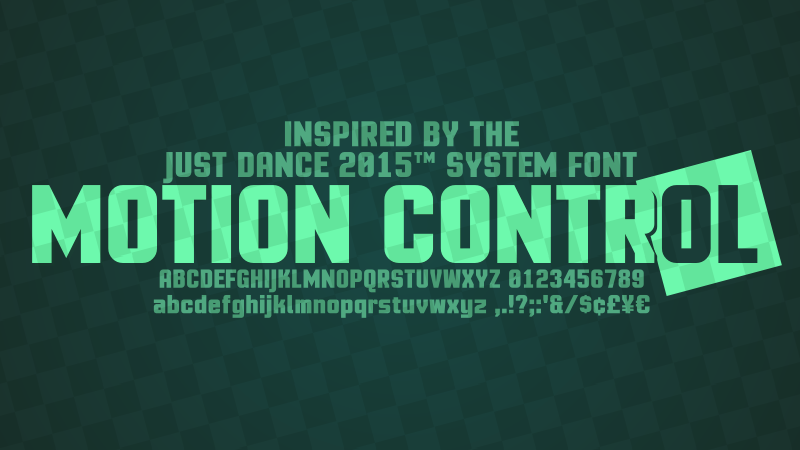 INSPIRED BY THE
JUST DANCE 2015™ SYSTEM FONT
MOTION CONTROL
ABCDEFGHIJKLMNOPQRSTUVWXYZ 0123456789
abcdefghijklmnopqrstuvwxyz ,.!?;:'&/$¢£¥€